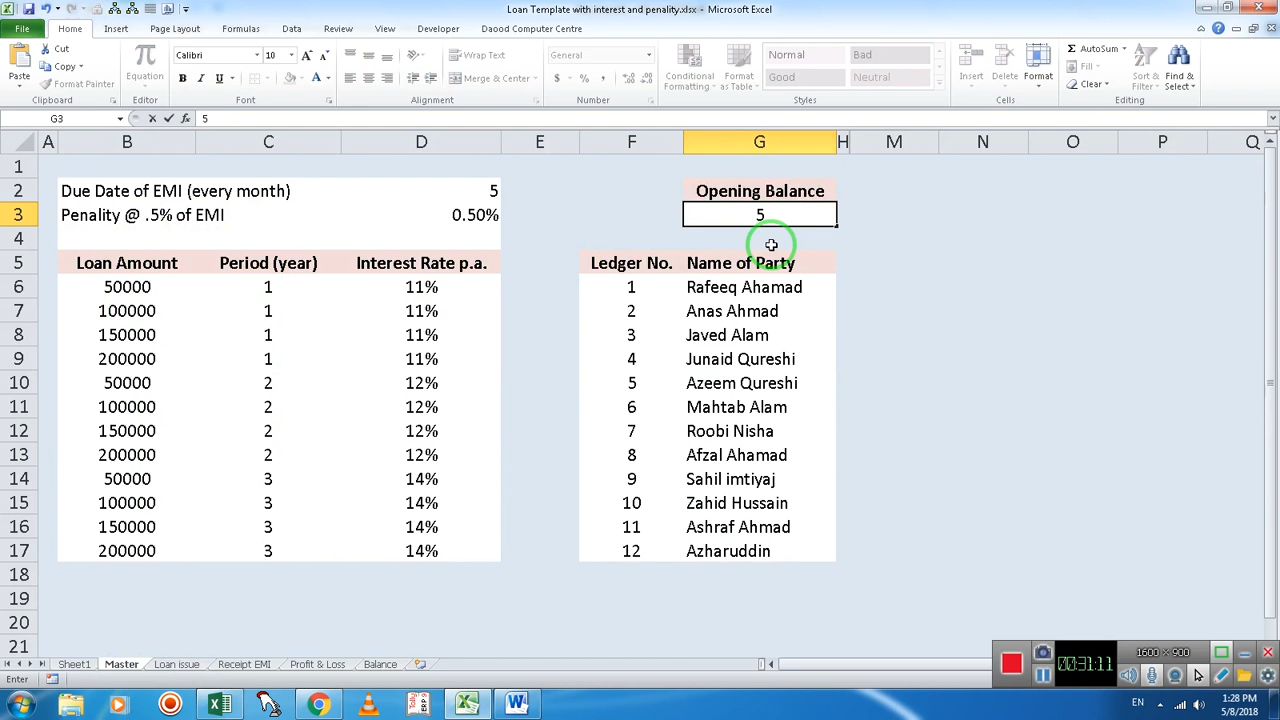 Loan Template with interest and penality.xlsx - Microsoft Excel
File Home Insert Page Layout Formulas Data Review View Developer Daood Computer Centre
Paste Cut Copy Format Painter Clipboard
Equation Editor
Calibri 10 B I U A Font
Wrap Text Merge & Center Alignment
General $ % , Number
Conditional Formatting Format as Table Normal Bad Good Neutral Styles
Insert Delete Format Cells
Σ AutoSum Fill Clear Sort & Filter Find & Select Editing
G3 fx 5
A B C D E F G H M N O P Q
1
2 Due Date of EMI (every month) 5 Opening Balance
3 Penality @ .5% of EMI 0.50% 5
4
5 Loan Amount Period (year) Interest Rate p.a. Ledger No. Name of Party
6 50000 1 11% 1 Rafeeq Ahamad
7 100000 1 11% 2 Anas Ahmad
8 150000 1 11% 3 Javed Alam
9 200000 1 11% 4 Junaid Qureshi
10 50000 2 12% 5 Azeem Qureshi
11 100000 2 12% 6 Mahtab Alam
12 150000 2 12% 7 Roobi Nisha
13 200000 2 12% 8 Afzal Ahamad
14 50000 3 14% 9 Sahil imtiyaj
15 100000 3 14% 10 Zahid Hussain
16 150000 3 14% 11 Ashraf Ahmad
17 200000 3 14% 12 Azharuddin
18
19
20
21
Sheet1 Master Loan issue Receipt EMI Profit & Loss Balance
Enter
00:31:11 1600 × 900
EN 1:28 PM
5/8/2018